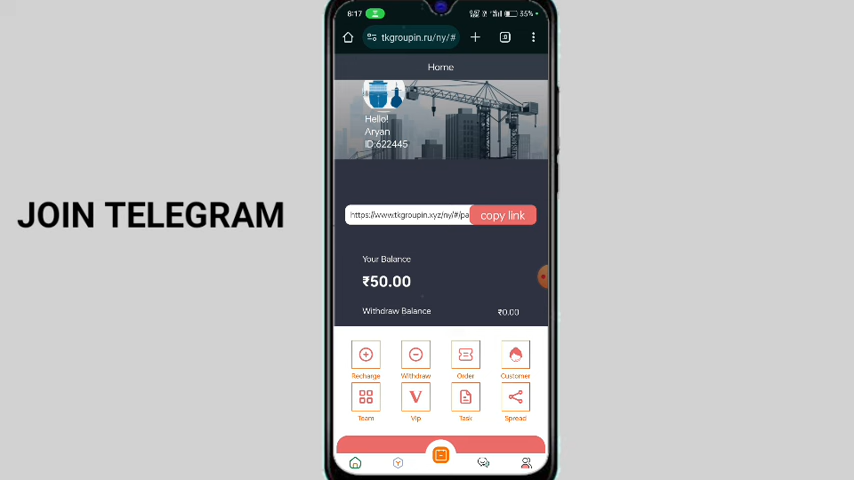 8:17
35%
tkgroupin.ru/ny/#
Home
Hello!
Aryan
ID:622445
https://www.tkgroupin.xyz/ny/#/pa
copy link
JOIN TELEGRAM
Your Balance
₹50.00
Withdraw Balance
₹0.00
Recharge
Withdraw
Order
Customer
Team
Vip
Task
Spread